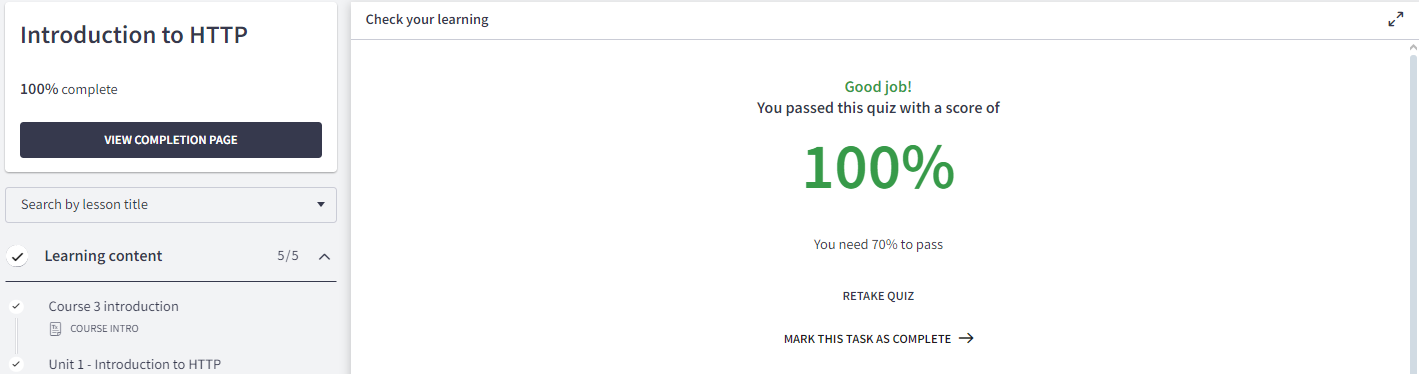 Introduction to HTTP
100% complete
VIEW COMPLETION PAGE
Search by lesson title
Learning content 5/5
Course 3 introduction
COURSE INTRO
Unit 1 - Introduction to HTTP
Check your learning
Good job!
You passed this quiz with a score of
100%
You need 70% to pass
RETAKE QUIZ
MARK THIS TASK AS COMPLETE